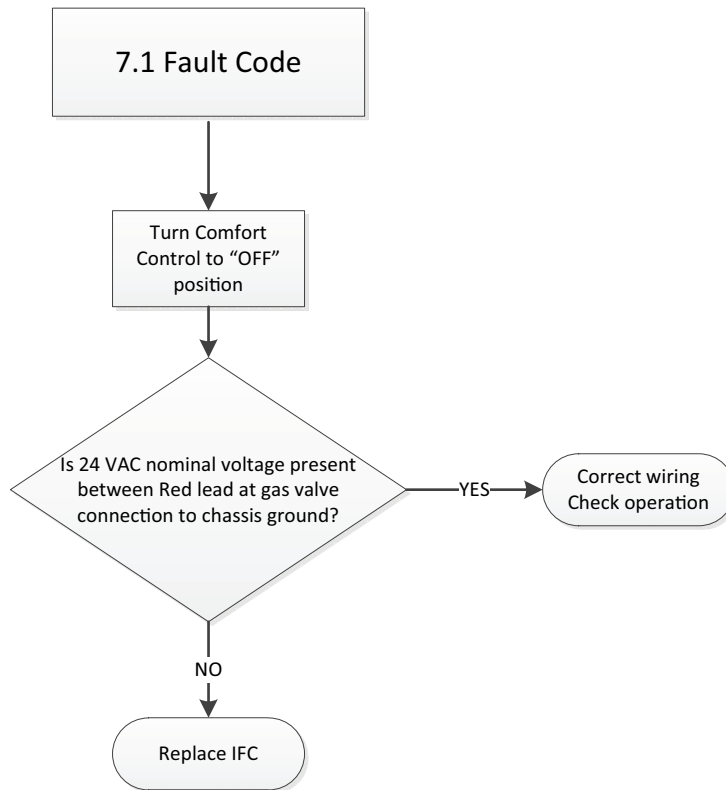 7.1 Fault Code
Turn Comfort
Control to “OFF”
position
Is 24 VAC nominal voltage present
between Red lead at gas valve
connection to chassis ground?
YES
Correct wiring
Check operation
NO
Replace IFC